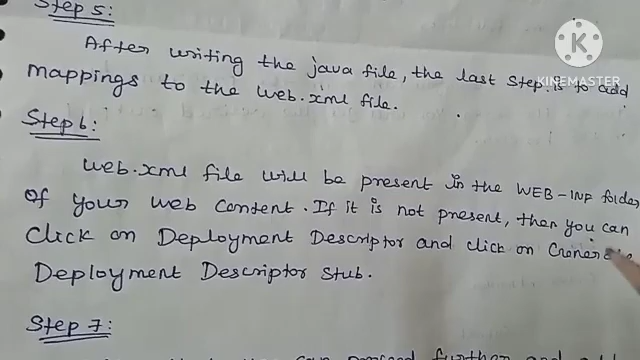 Step 5:
After writing the java file, the last step is to add
mappings to the web.xml file.
Step 6:
web.xml file will be present in the WEB-INF folder
of your web content. If it is not present, then you can
click on Deployment Descriptor and click on Generate
Deployment Descriptor stub.
Step 7:
further and add
K
KINEMASTER